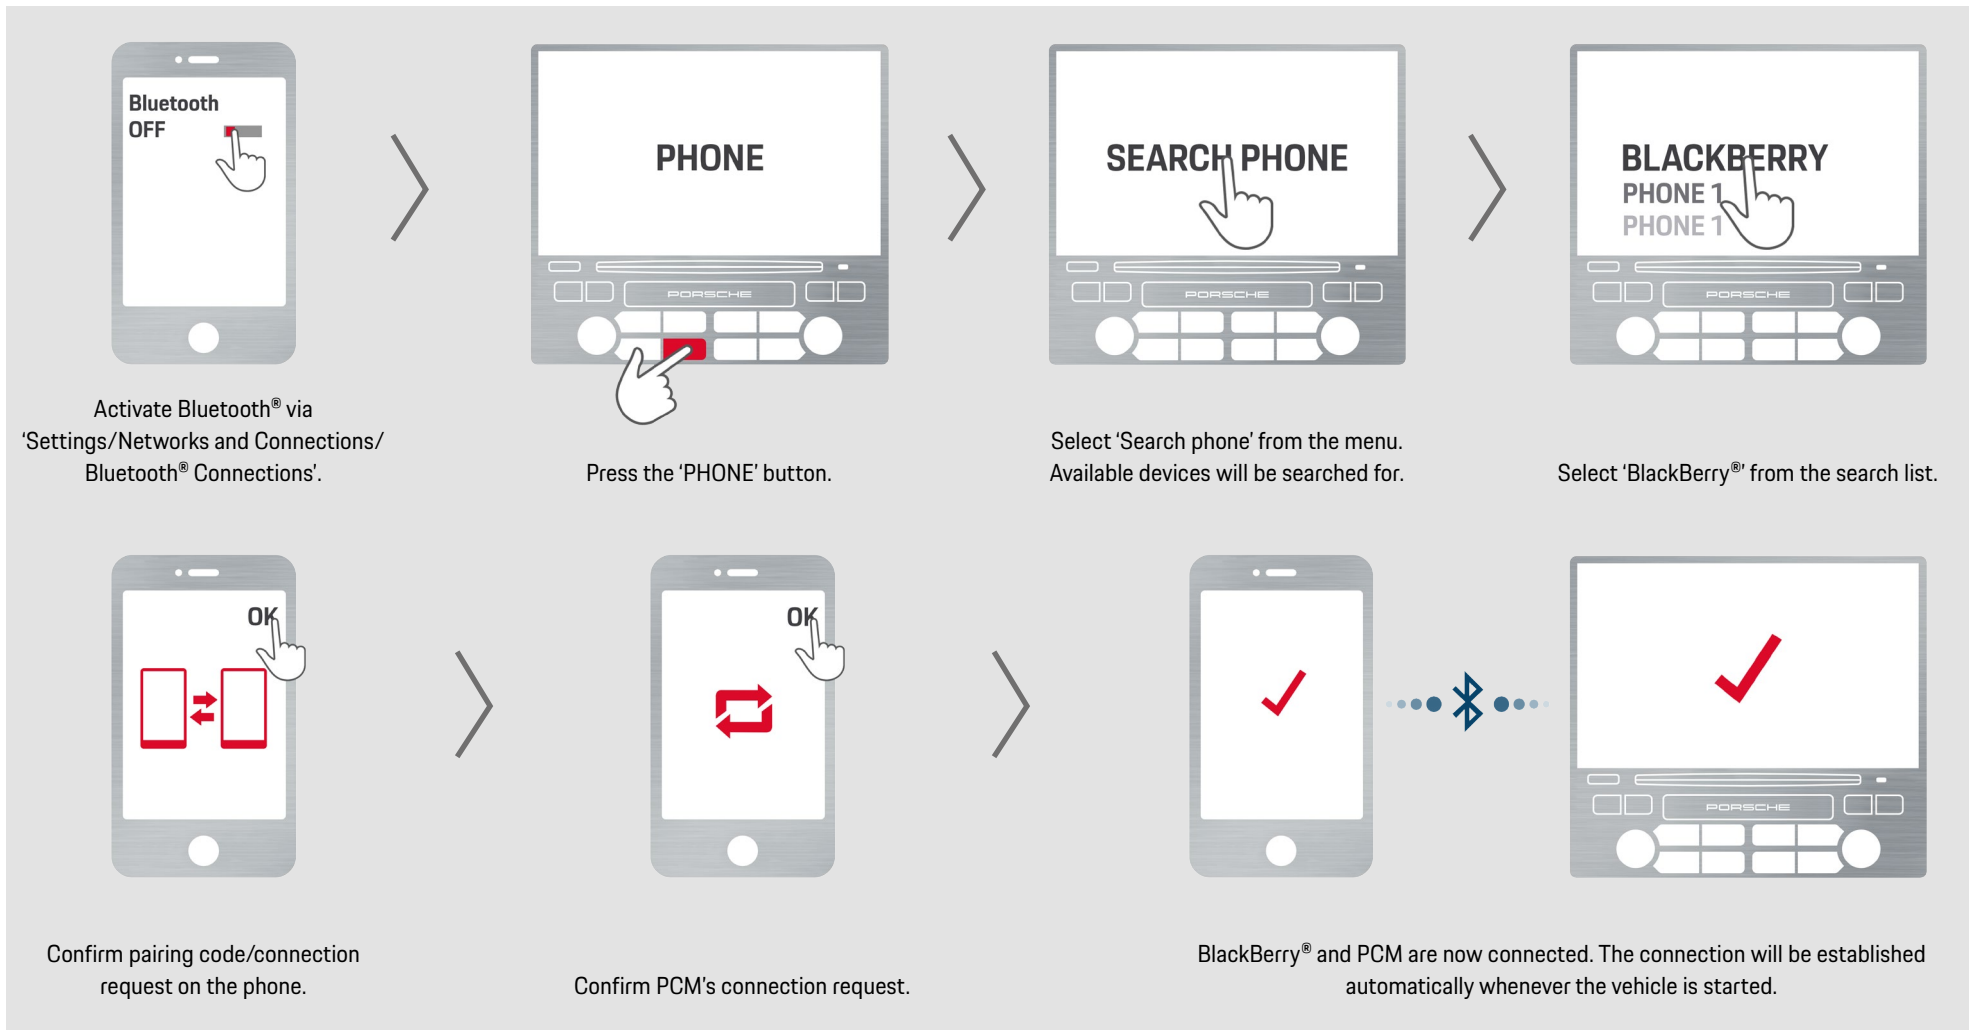 Bluetooth
OFF
PHONE
PORSCHE
SEARCH PHONE
PORSCHE
BLACKBERRY
PHONE 1
PHONE 1
PORSCHE
Activate Bluetooth® via
‘Settings/Networks and Connections/
Bluetooth® Connections’.
Press the ‘PHONE’ button.
Select ‘Search phone’ from the menu.
Available devices will be searched for.
Select ‘BlackBerry®’ from the search list.
OK
OK
PORSCHE
Confirm pairing code/connection
request on the phone.
Confirm PCM’s connection request.
BlackBerry® and PCM are now connected. The connection will be established
automatically whenever the vehicle is started.